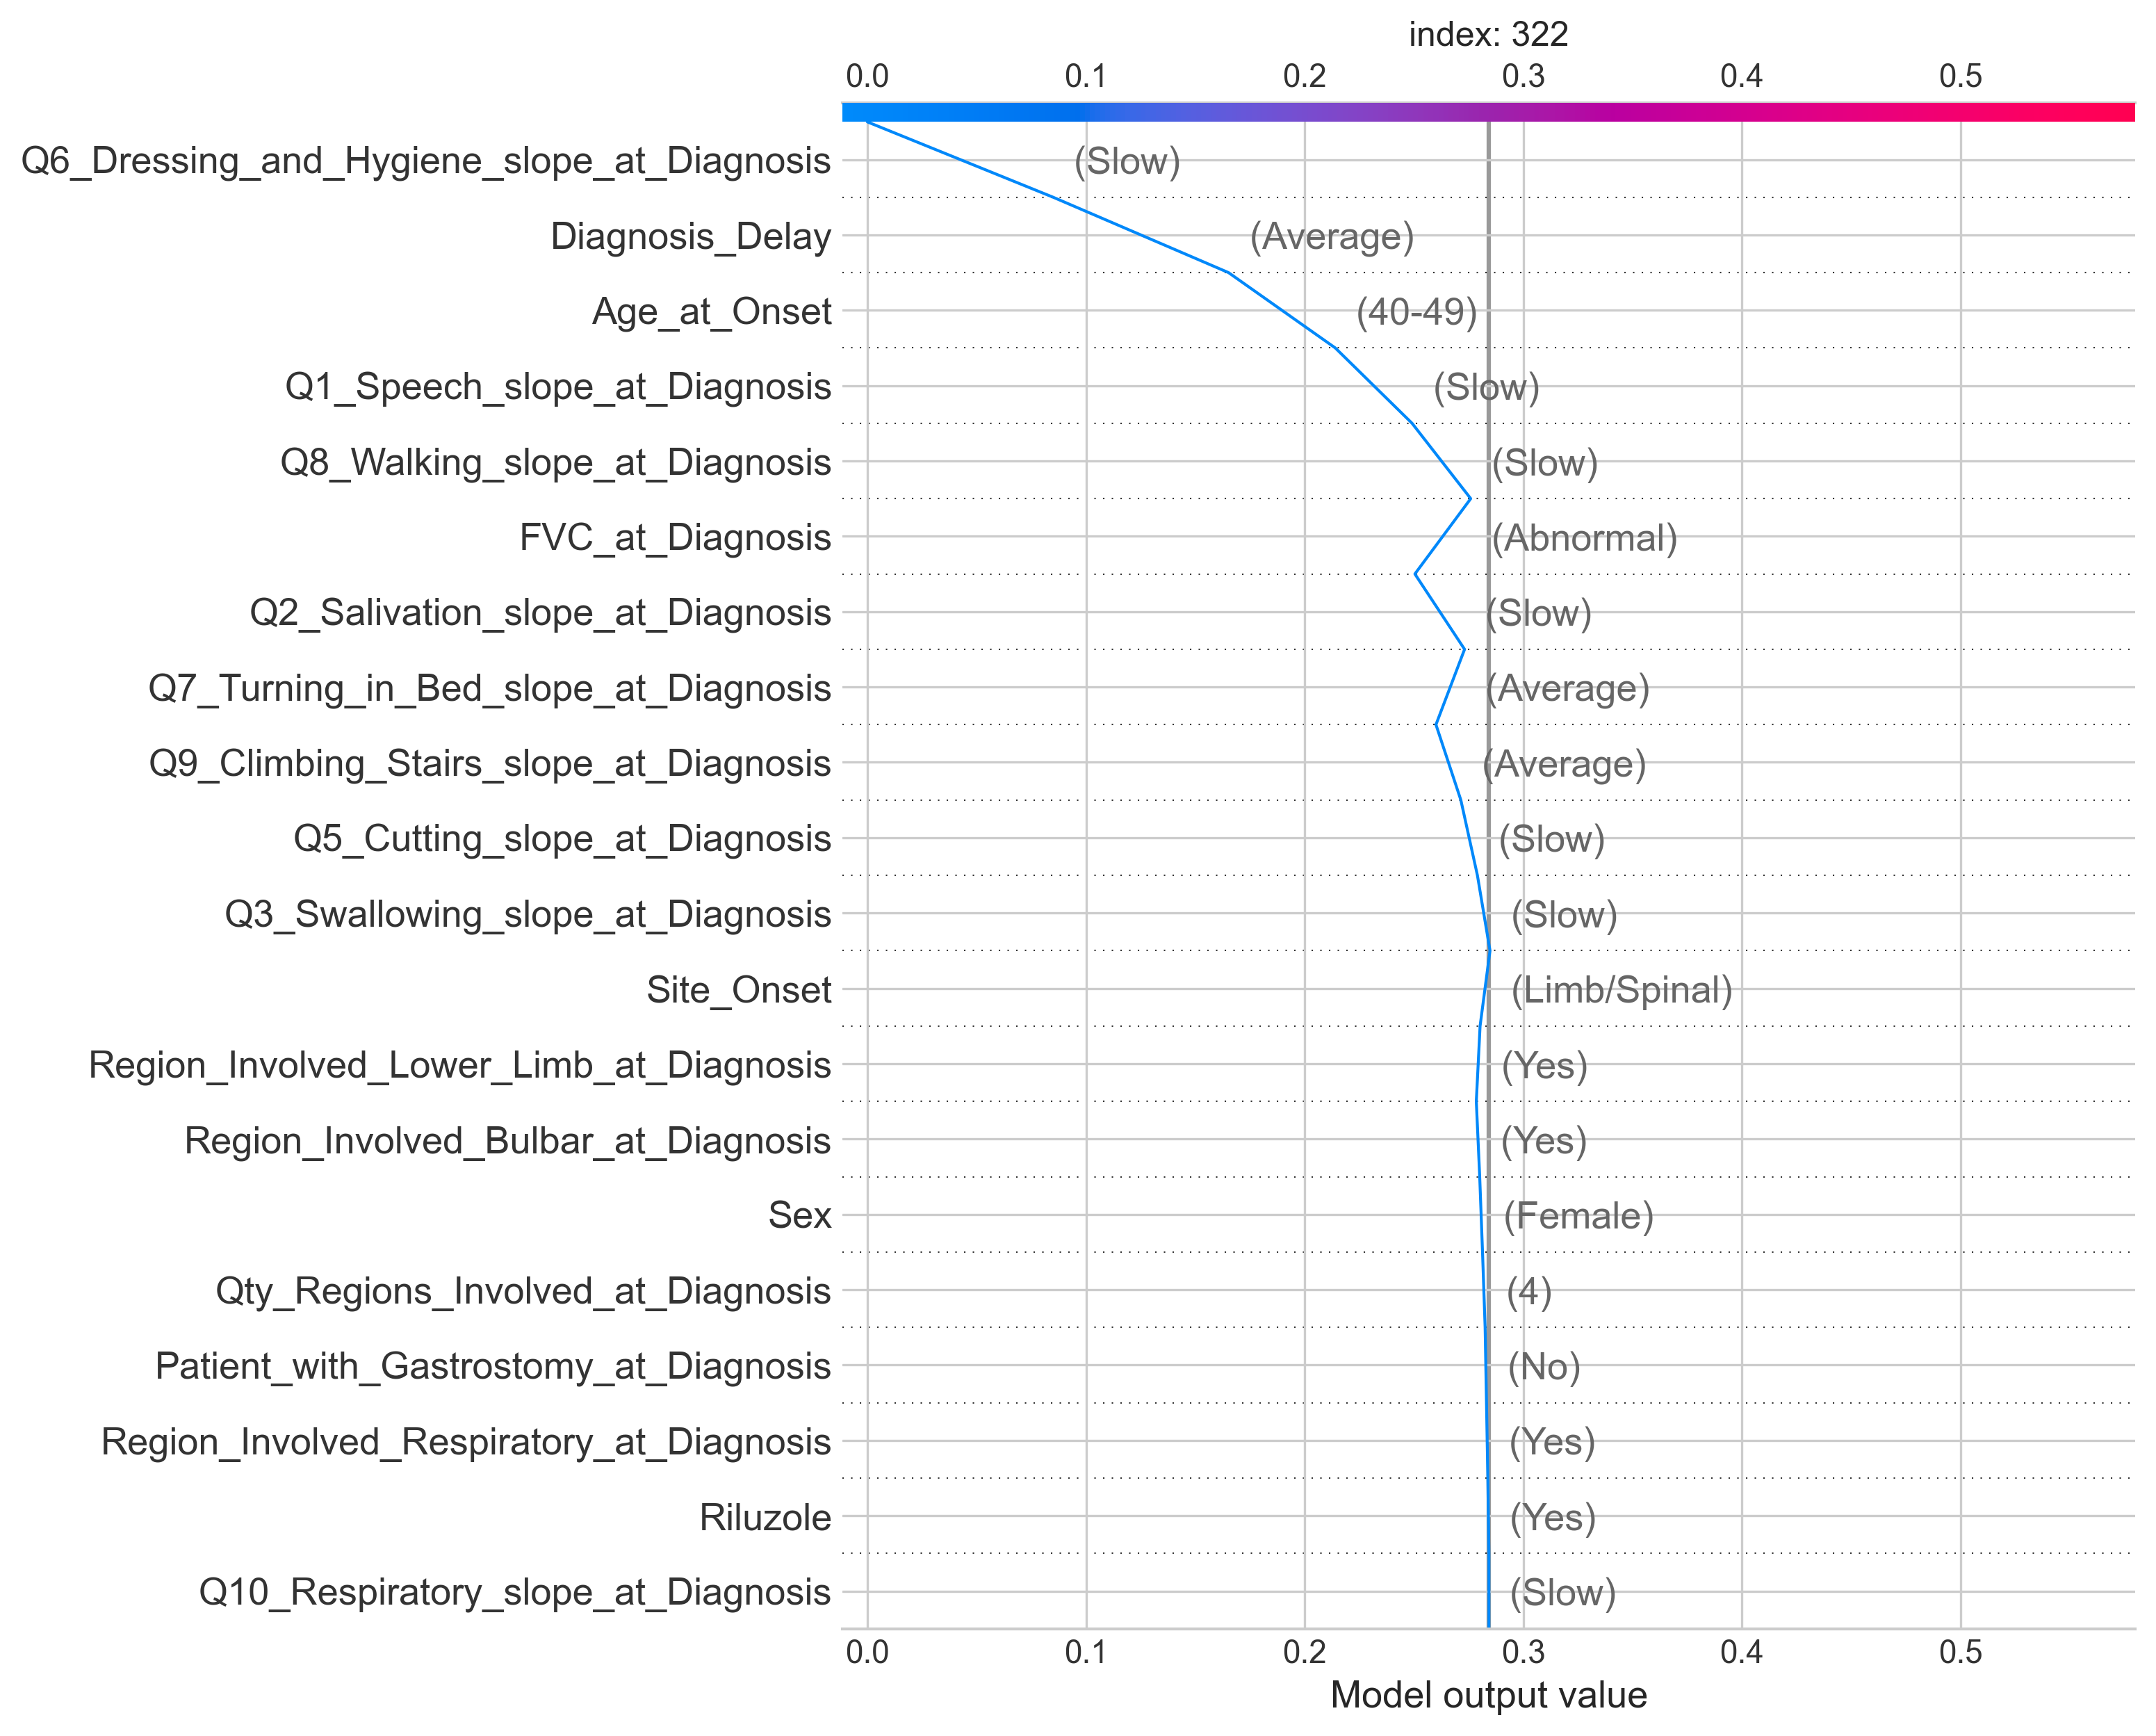 index: 322
0.0 0.1 0.2 0.3 0.4 0.5
Q6_Dressing_and_Hygiene_slope_at_Diagnosis (Slow)
Diagnosis_Delay (Average)
Age_at_Onset (40-49)
Q1_Speech_slope_at_Diagnosis (Slow)
Q8_Walking_slope_at_Diagnosis (Slow)
FVC_at_Diagnosis (Abnormal)
Q2_Salivation_slope_at_Diagnosis (Slow)
Q7_Turning_in_Bed_slope_at_Diagnosis (Average)
Q9_Climbing_Stairs_slope_at_Diagnosis (Average)
Q5_Cutting_slope_at_Diagnosis (Slow)
Q3_Swallowing_slope_at_Diagnosis (Slow)
Site_Onset (Limb/Spinal)
Region_Involved_Lower_Limb_at_Diagnosis (Yes)
Region_Involved_Bulbar_at_Diagnosis (Yes)
Sex (Female)
Qty_Regions_Involved_at_Diagnosis (4)
Patient_with_Gastrostomy_at_Diagnosis (No)
Region_Involved_Respiratory_at_Diagnosis (Yes)
Riluzole (Yes)
Q10_Respiratory_slope_at_Diagnosis (Slow)
0.0 0.1 0.2 0.3 0.4 0.5
Model output value